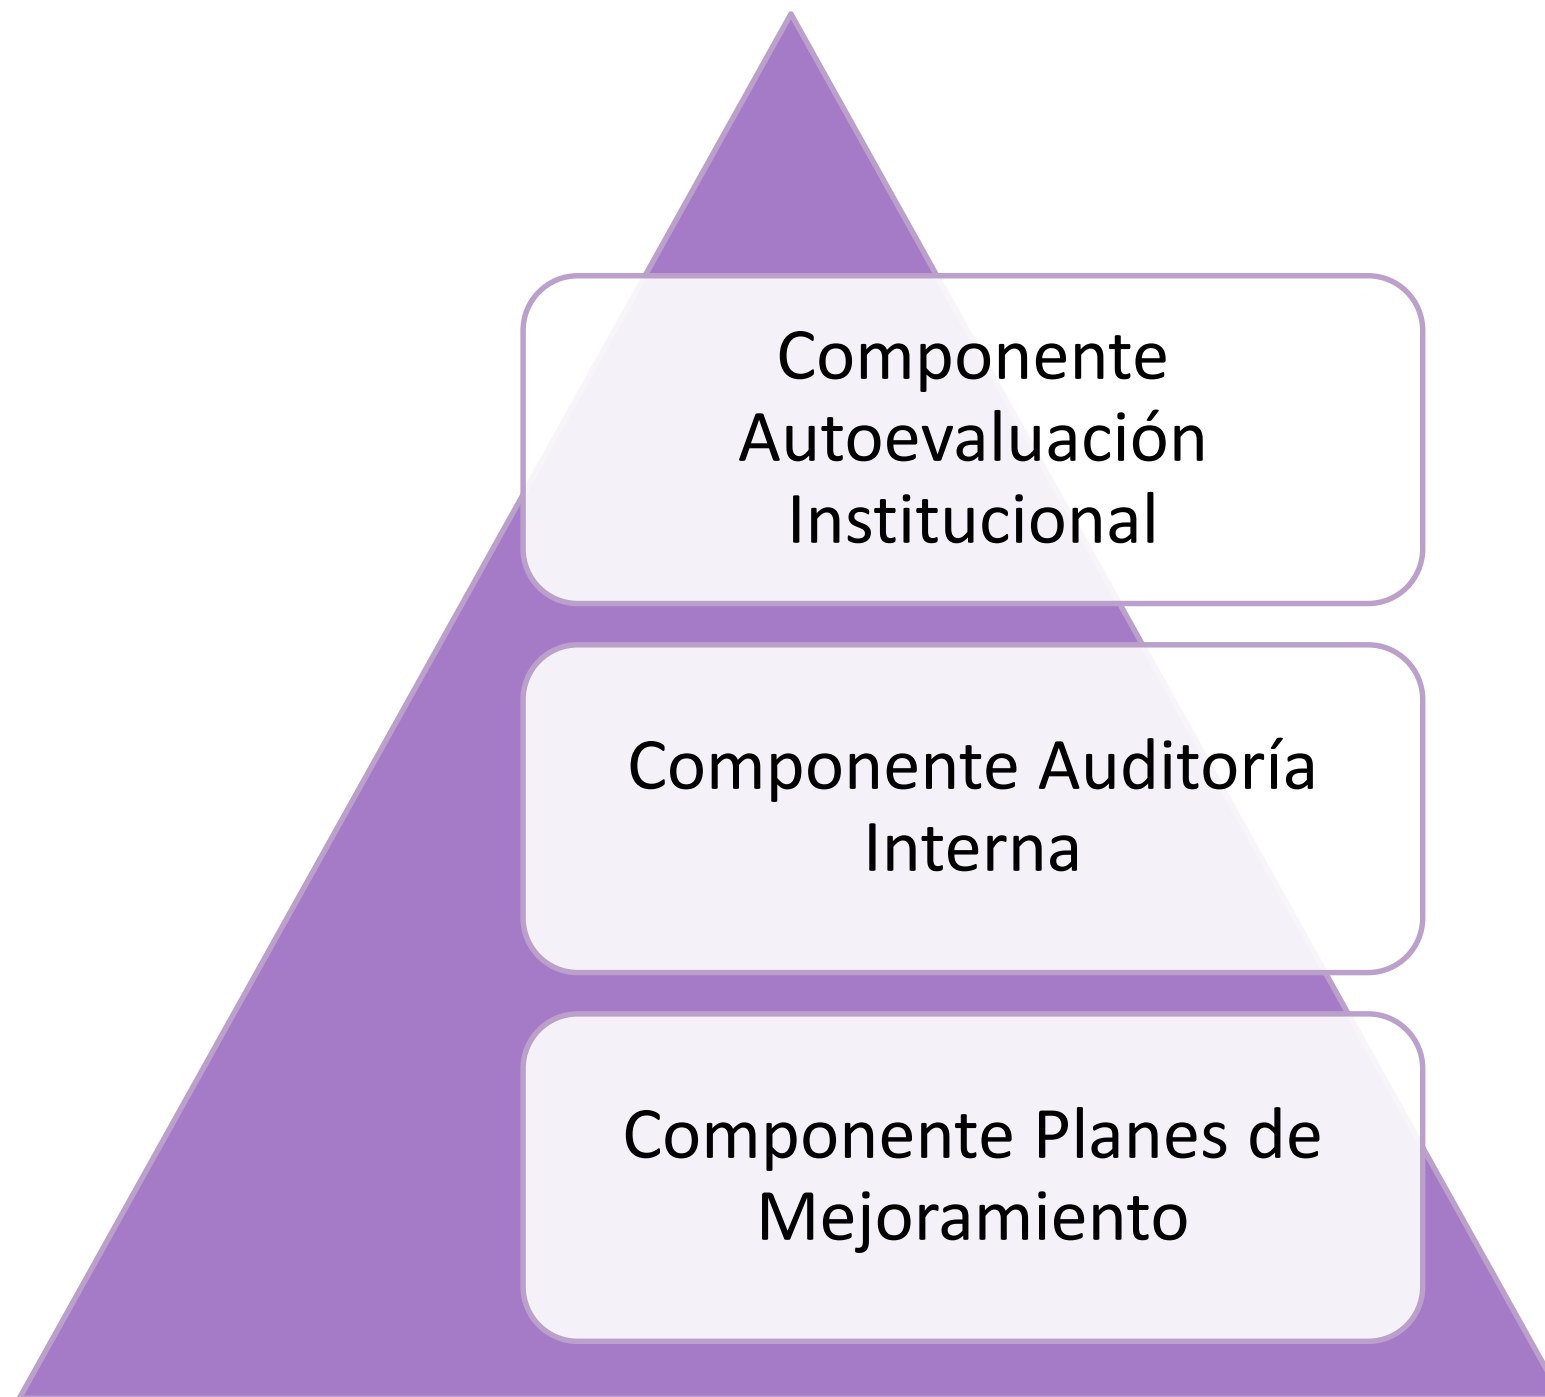 Componente
Autoevaluación
Institucional
Componente Auditoría
Interna
Componente Planes de
Mejoramiento